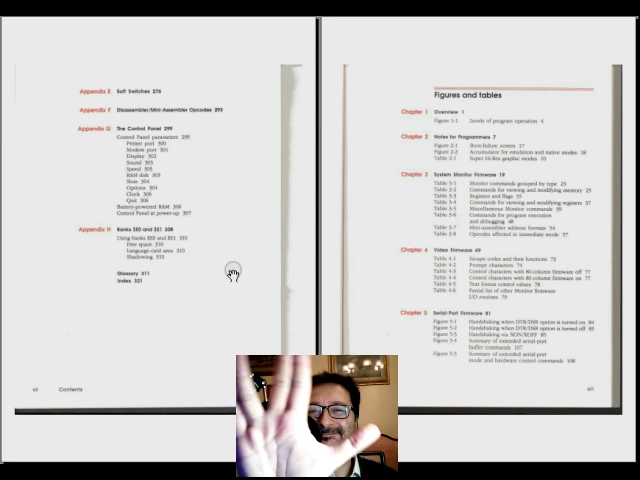 Appendix E Soft Switches 276
Appendix F Disassembler/Mini-Assembler Opcodes 293
Appendix G The Control Panel 299
Control Panel parameters 299
Printer port 300
Modem port 301
Display 302
Sound 303
Speed 303
RAM disk 303
Slots 304
Options 304
Clock 306
Quit 306
Battery-powered RAM 306
Control Panel at power-up 307
Appendix H Banks $E0 and $E1 308
Using banks $E0 and $E1 310
Free space 310
Language-card area 310
Shadowing 310
Glossary 311
Index 321
xii Contents
Figures and tables
Chapter 1 Overview 1
Figure 1-1 Levels of program operation 4
Chapter 2 Notes for Programmers 7
Figure 2-1 Boot-failure screen 17
Figure 2-2 Accumulator for emulation and native modes 18
Table 2-1 Super Hi-Res graphic modes 10
Chapter 3 System Monitor Firmware 19
Table 3-1 Monitor commands grouped by type 23
Table 3-2 Commands for viewing and modifying memory 25
Table 3-3 Registers and flags 35
Table 3-4 Commands for viewing and modifying registers 37
Table 3-5 Miscellaneous Monitor commands 39
Table 3-6 Commands for program execution
and debugging 48
Table 3-7 Mini-assembler address formats 54
Table 3-8 Opcodes affected in immediate mode 57
Chapter 4 Video Firmware 69
Table 4-1 Escape codes and their functions 73
Table 4-2 Prompt characters 74
Table 4-3 Control characters with 80-column firmware off 77
Table 4-4 Control characters with 80-column firmware on 77
Table 4-5 Text format control values 78
Table 4-6 Partial list of other Monitor firmware
I/O routines 79
Chapter 5 Serial-Port Firmware 81
Figure 5-1 Handshaking when DTR/DSR option is turned on 84
Figure 5-2 Handshaking when DTR/DSR option is turned off 85
Figure 5-3 Handshaking via XON/XOFF 85
Figure 5-4 Summary of extended serial-port
buffer commands 107
Figure 5-5 Summary of extended serial-port
mode and hardware control commands 108
xiii